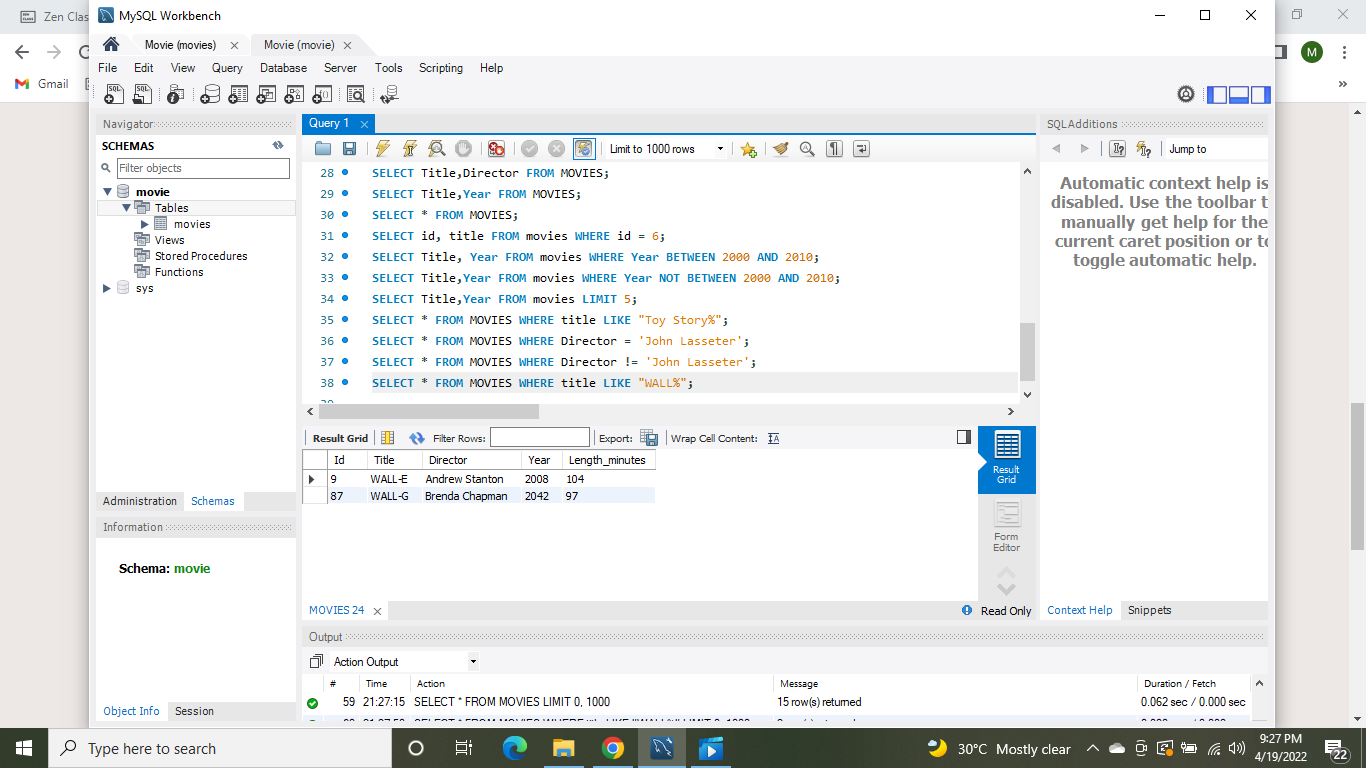 Zen Clas
MySQL Workbench
Movie (movies)
Movie (movie)
File Edit View Query Database Server Tools Scripting Help
M
Gmail
Navigator
SCHEMAS
Filter objects
movie
Tables
movies
Views
Stored Procedures
Functions
sys
Administration Schemas
Information
Schema: movie
Object Info Session
Query 1
Limit to 1000 rows
28 SELECT Title,Director FROM MOVIES;
29 SELECT Title,Year FROM MOVIES;
30 SELECT * FROM MOVIES;
31 SELECT id, title FROM movies WHERE id = 6;
32 SELECT Title, Year FROM movies WHERE Year BETWEEN 2000 AND 2010;
33 SELECT Title,Year FROM movies WHERE Year NOT BETWEEN 2000 AND 2010;
34 SELECT Title,Year FROM movies LIMIT 5;
35 SELECT * FROM MOVIES WHERE title LIKE "Toy Story%";
36 SELECT * FROM MOVIES WHERE Director = 'John Lasseter';
37 SELECT * FROM MOVIES WHERE Director != 'John Lasseter';
38 SELECT * FROM MOVIES WHERE title LIKE "WALL%";
Result Grid Filter Rows: Export: Wrap Cell Content:
Id Title Director Year Length_minutes
9 WALL-E Andrew Stanton 2008 104
87 WALL-G Brenda Chapman 2042 97
Result
Grid
Form
Editor
MOVIES 24
Read Only
SQLAdditions
Jump to
Automatic context help is
disabled. Use the toolbar t
manually get help for the
current caret position or to
toggle automatic help.
Context Help Snippets
Output
Action Output
# Time Action Message Duration / Fetch
59 21:27:15 SELECT * FROM MOVIES LIMIT 0, 1000 15 row(s) returned 0.062 sec / 0.000 sec
Type here to search
30°C Mostly clear
9:27 PM
4/19/2022
22